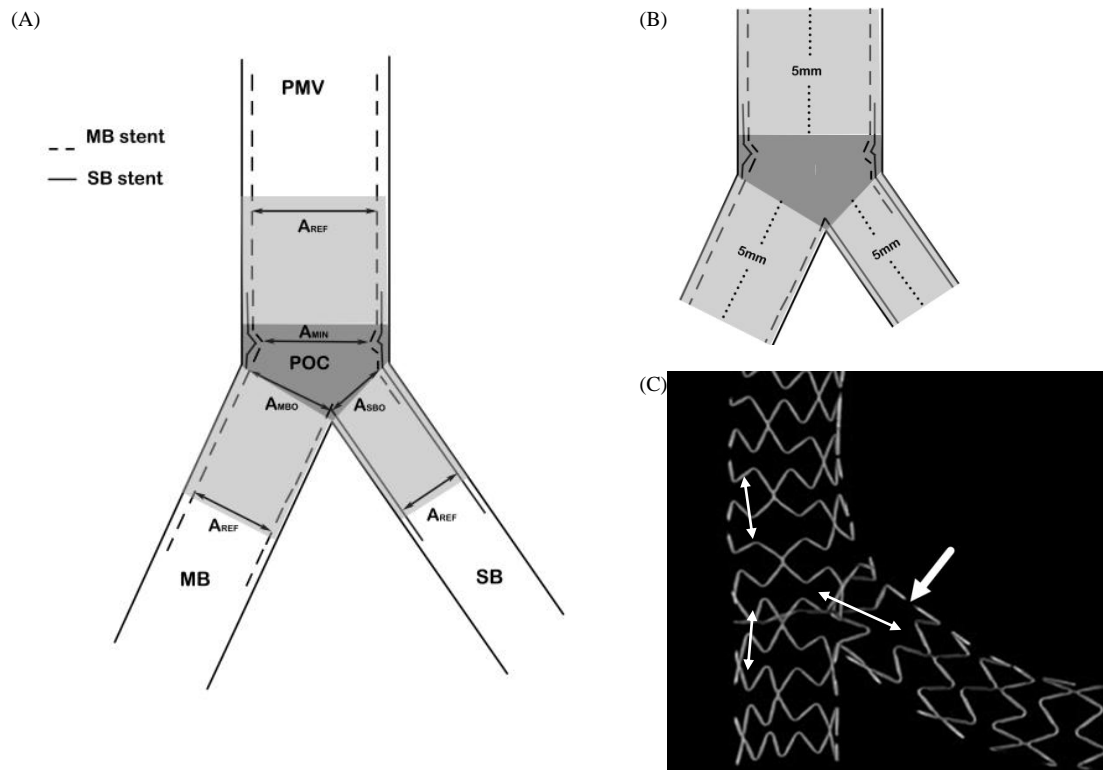 (A)
PMV
MB stent
SB stent
AREF
AMIN
POC
AMBO
ASBO
AREF
AREF
MB
SB
(B)
5mm
5mm
5mm
(C)